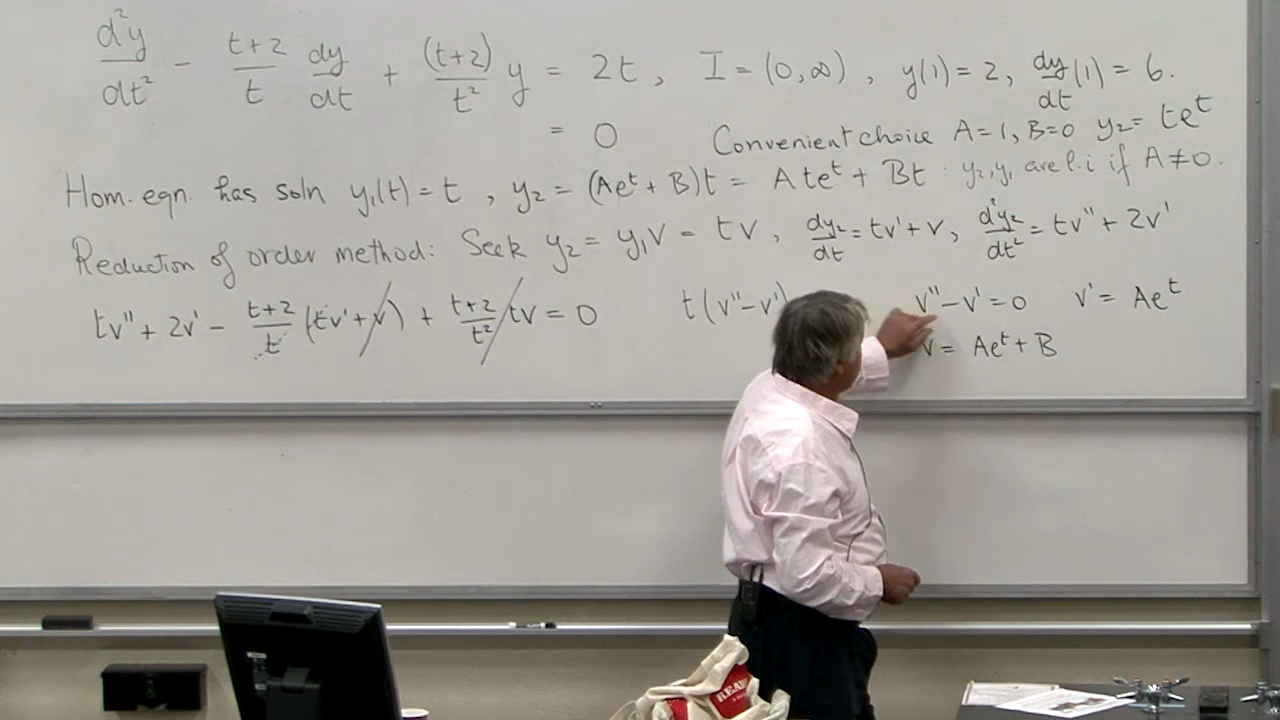 d²y/dt² - t+2/t dy/dt + (t+2)/t² y = 2t , I = (0,∞) , y(1) = 2 , dy/dt (1) = 6.
= 0 Convenient choice A=1, B=0 y₂= te^t
Hom. eqn. has soln y₁(t) = t , y₂ = (Ae^t + B)t = Ate^t + Bt : y₂,y₁ are l.i if A≠0.
Reduction of order method: Seek y₂ = y₁v = tv , dy₂/dt = tv' + v , d²y₂/dt² = tv'' + 2v'
tv'' + 2v' - t+2/t (tv' + v) + t+2/t² tv = 0 t(v''-v') v''-v'=0 v' = Ae^t
v = Ae^t + B
REA